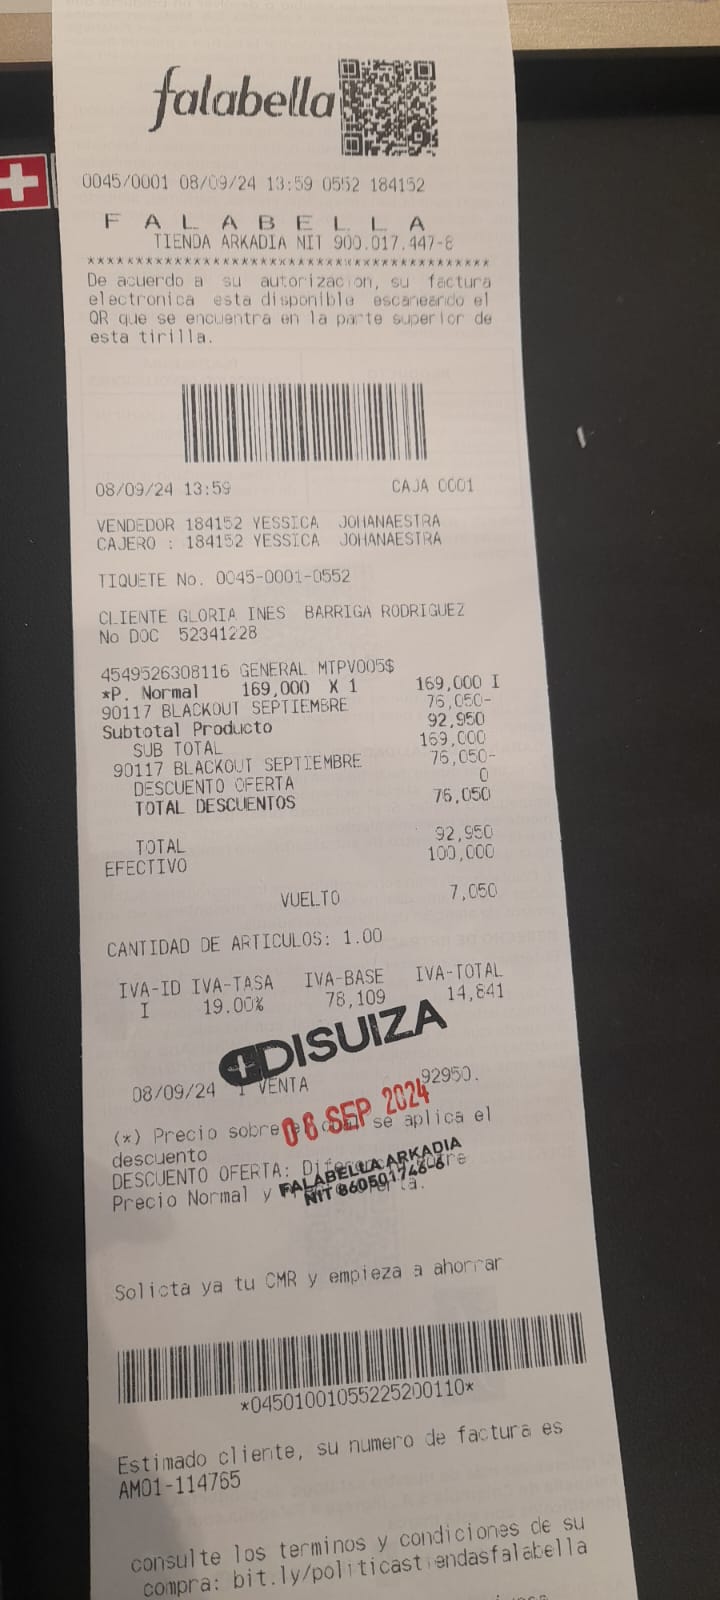 falabella
0045/0001 08/09/24 13:59 0552 184152
F A L A B E L L A
TIENDA ARKADIA NIT 900.017.447-8
****************************************
De acuerdo a su autorizacion, su factura
electronica esta disponible escaneando el
QR que se encuentra en la parte superior de
esta tirilla.
08/09/24 13:59 CAJA 0001
VENDEDOR 184152 YESSICA JOHANAESTRA
CAJERO : 184152 YESSICA JOHANAESTRA
TIQUETE No. 0045-0001-0552
CLIENTE GLORIA INES BARRIGA RODRIGUEZ
No DOC 52341228
4549526308116 GENERAL MTPV005$
*P. Normal 169,000 X 1 169,000 I
90117 BLACKOUT SEPTIEMBRE 76,050-
Subtotal Producto 92,950
SUB TOTAL 169,000
90117 BLACKOUT SEPTIEMBRE 76,050-
DESCUENTO OFERTA 0
TOTAL DESCUENTOS 76,050
TOTAL 92,950
EFECTIVO 100,000
VUELTO 7,050
CANTIDAD DE ARTICULOS: 1.00
IVA-ID IVA-TASA IVA-BASE IVA-TOTAL
I 19.00% 78,109 14,841
DISUIZA
08/09/24 1 VENTA 92950.
08 SEP 2024
(*) Precio sobre el cual se aplica el
descuento
DESCUENTO OFERTA: Diferencia entre
Precio Normal y
FALABELLA ARKADIA
NIT 860501746-6
Solicta ya tu CMR y empieza a ahorrar
*04501001055225200110*
Estimado cliente, su numero de factura es
AM01-114765
consulte los terminos y condiciones de su
compra: bit.ly/politicastiendasfalabella